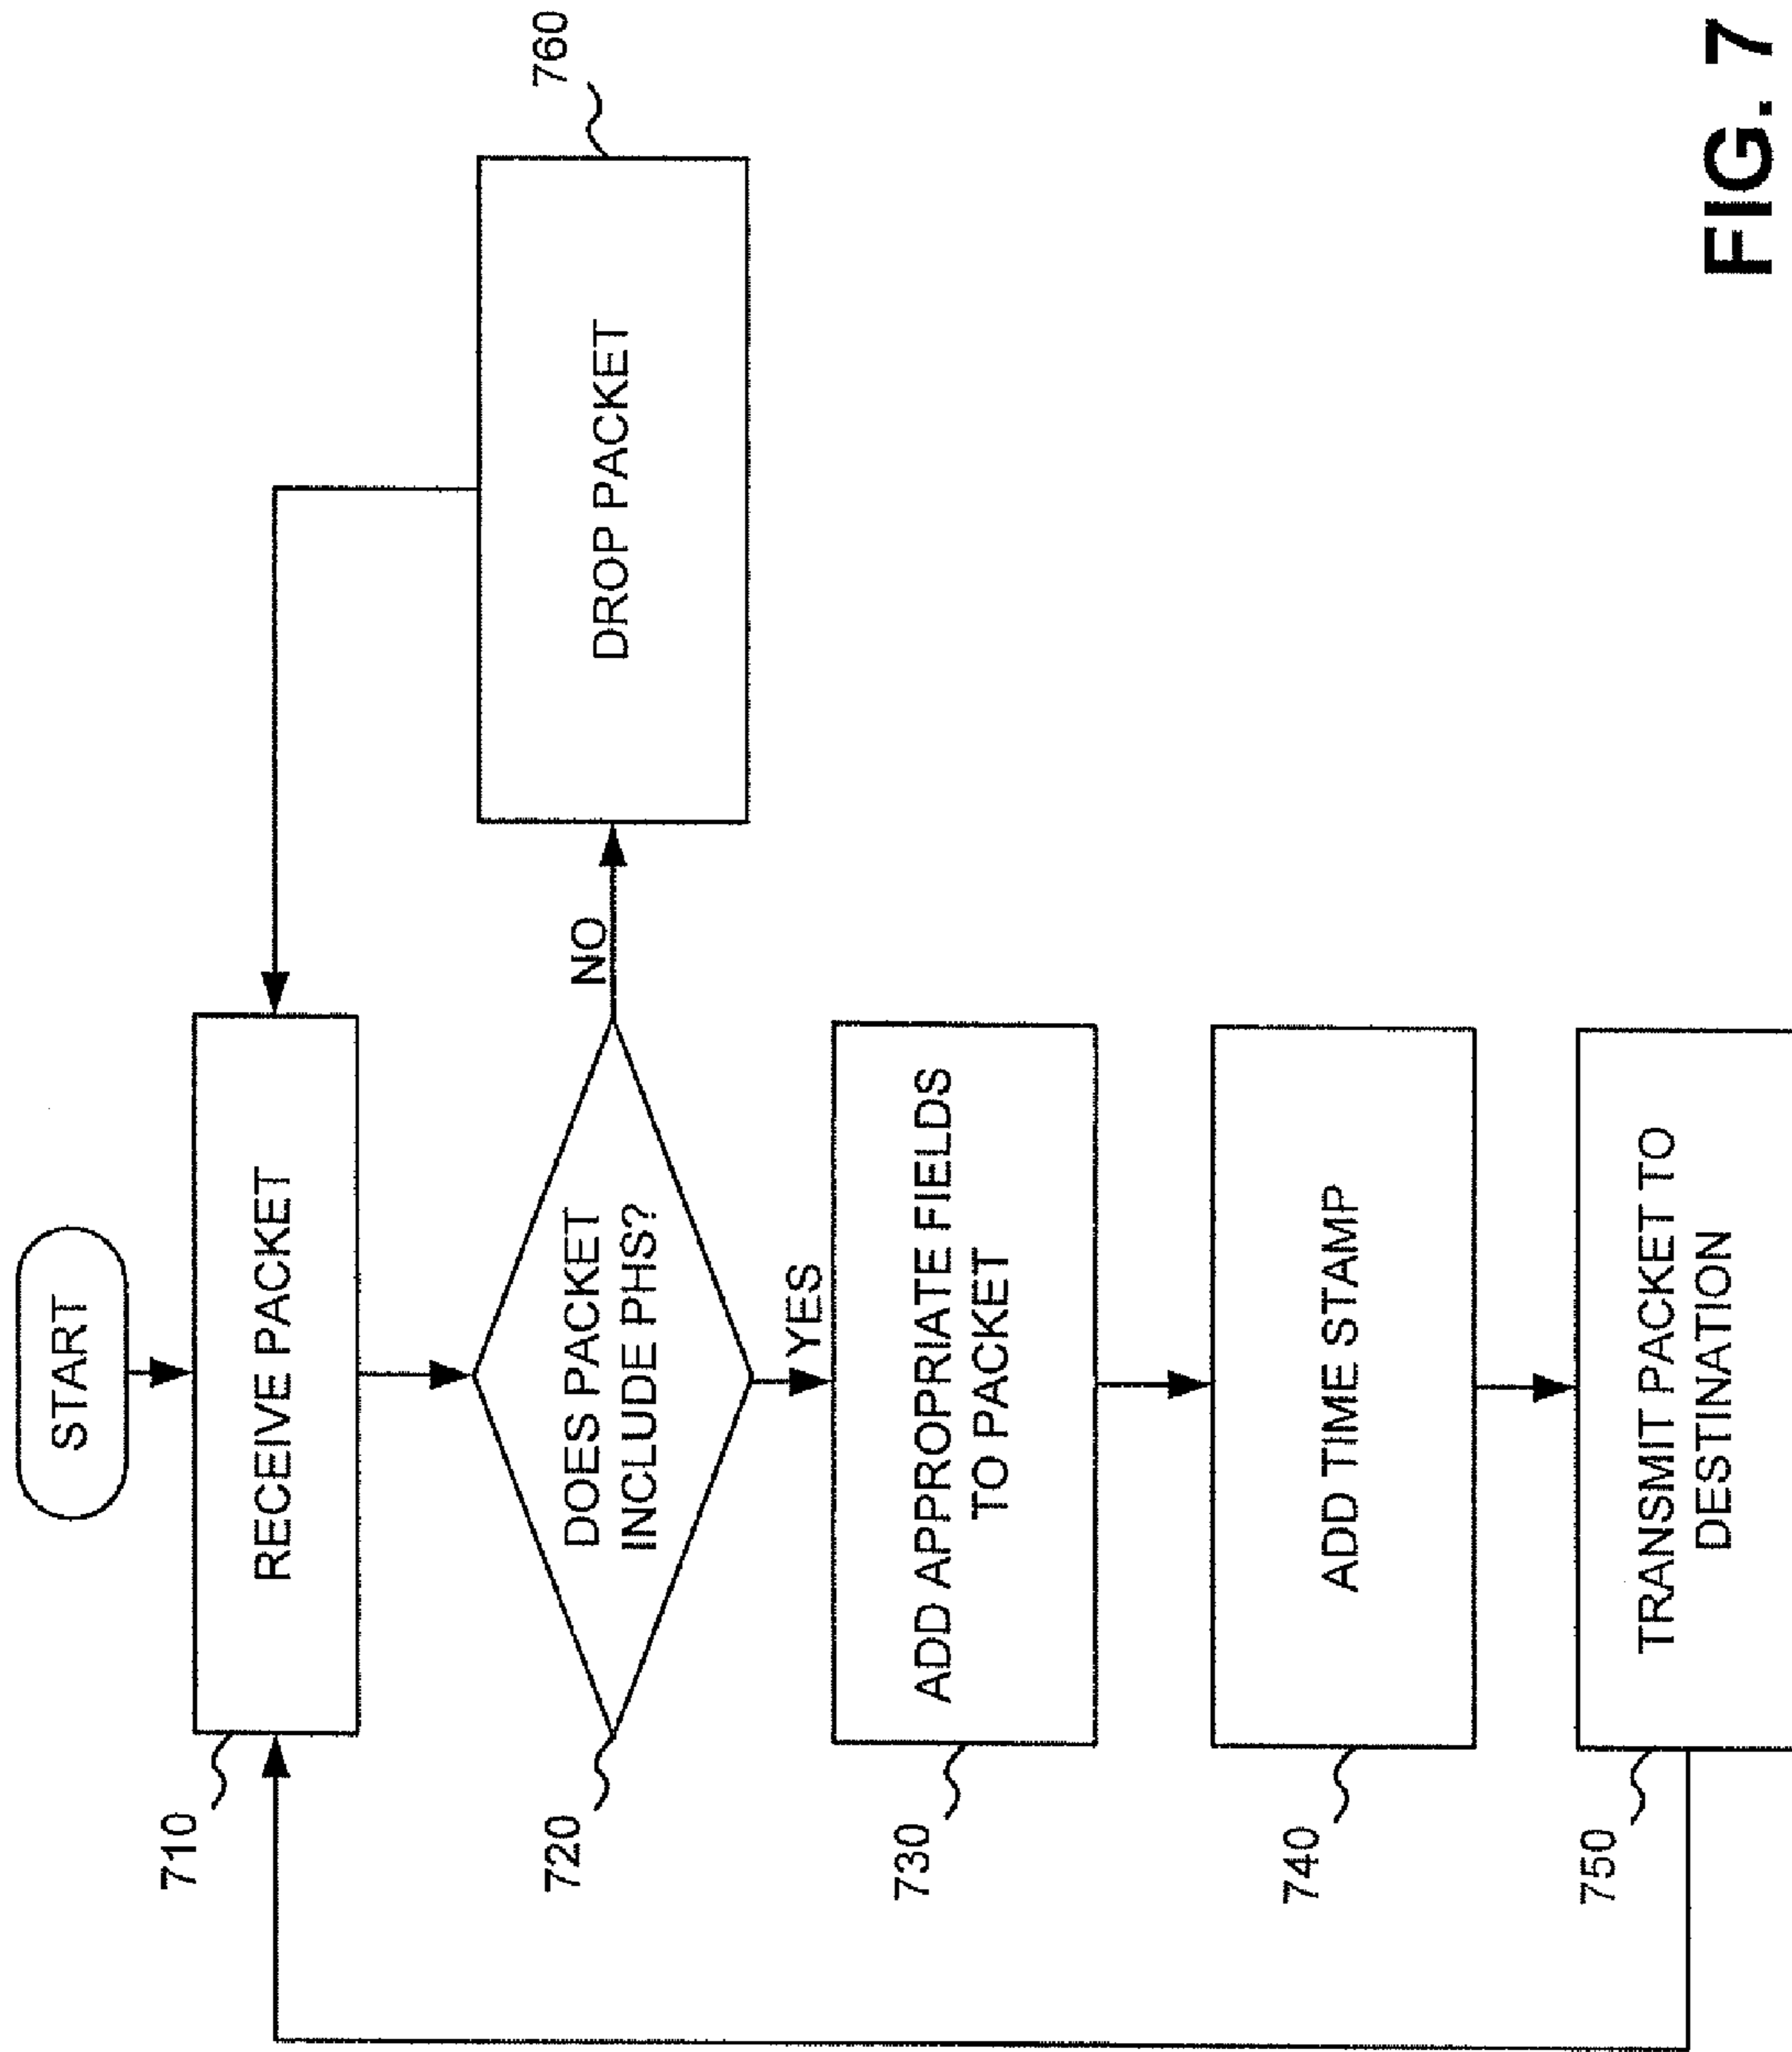 START
RECEIVE PACKET
710
DOES PACKET
INCLUDE PHS?
720
NO
DROP PACKET
760
YES
ADD APPROPRIATE FIELDS
TO PACKET
730
ADD TIME STAMP
740
TRANSMIT PACKET TO
DESTINATION
750
FIG. 7